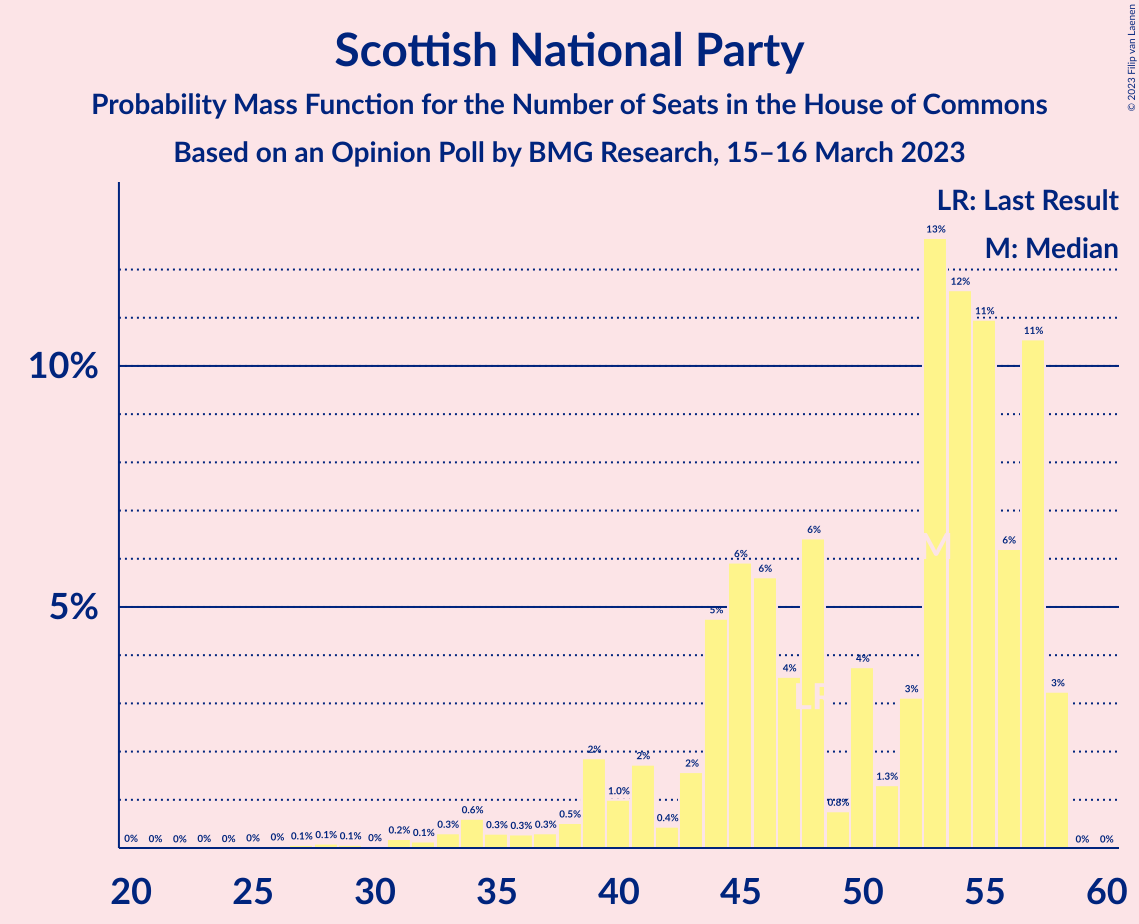 © 2023 Filip van Laenen
Scottish National Party
Probability Mass Function for the Number of Seats in the House of Commons
Based on an Opinion Poll by BMG Research, 15–16 March 2023
LR: Last Result
M: Median
10%
5%
0% 0% 0% 0% 0% 0% 0% 0.1% 0.1% 0.1% 0% 0.2% 0.1% 0.3% 0.6% 0.3% 0.3% 0.3% 0.5% 2% 1.0% 2% 0.4% 2% 5% 6% 6% 4% 6% 0.8% 4% 1.3% 3% 13% 12% 11% 6% 11% 3% 0% 0%
M
LR
20 25 30 35 40 45 50 55 60